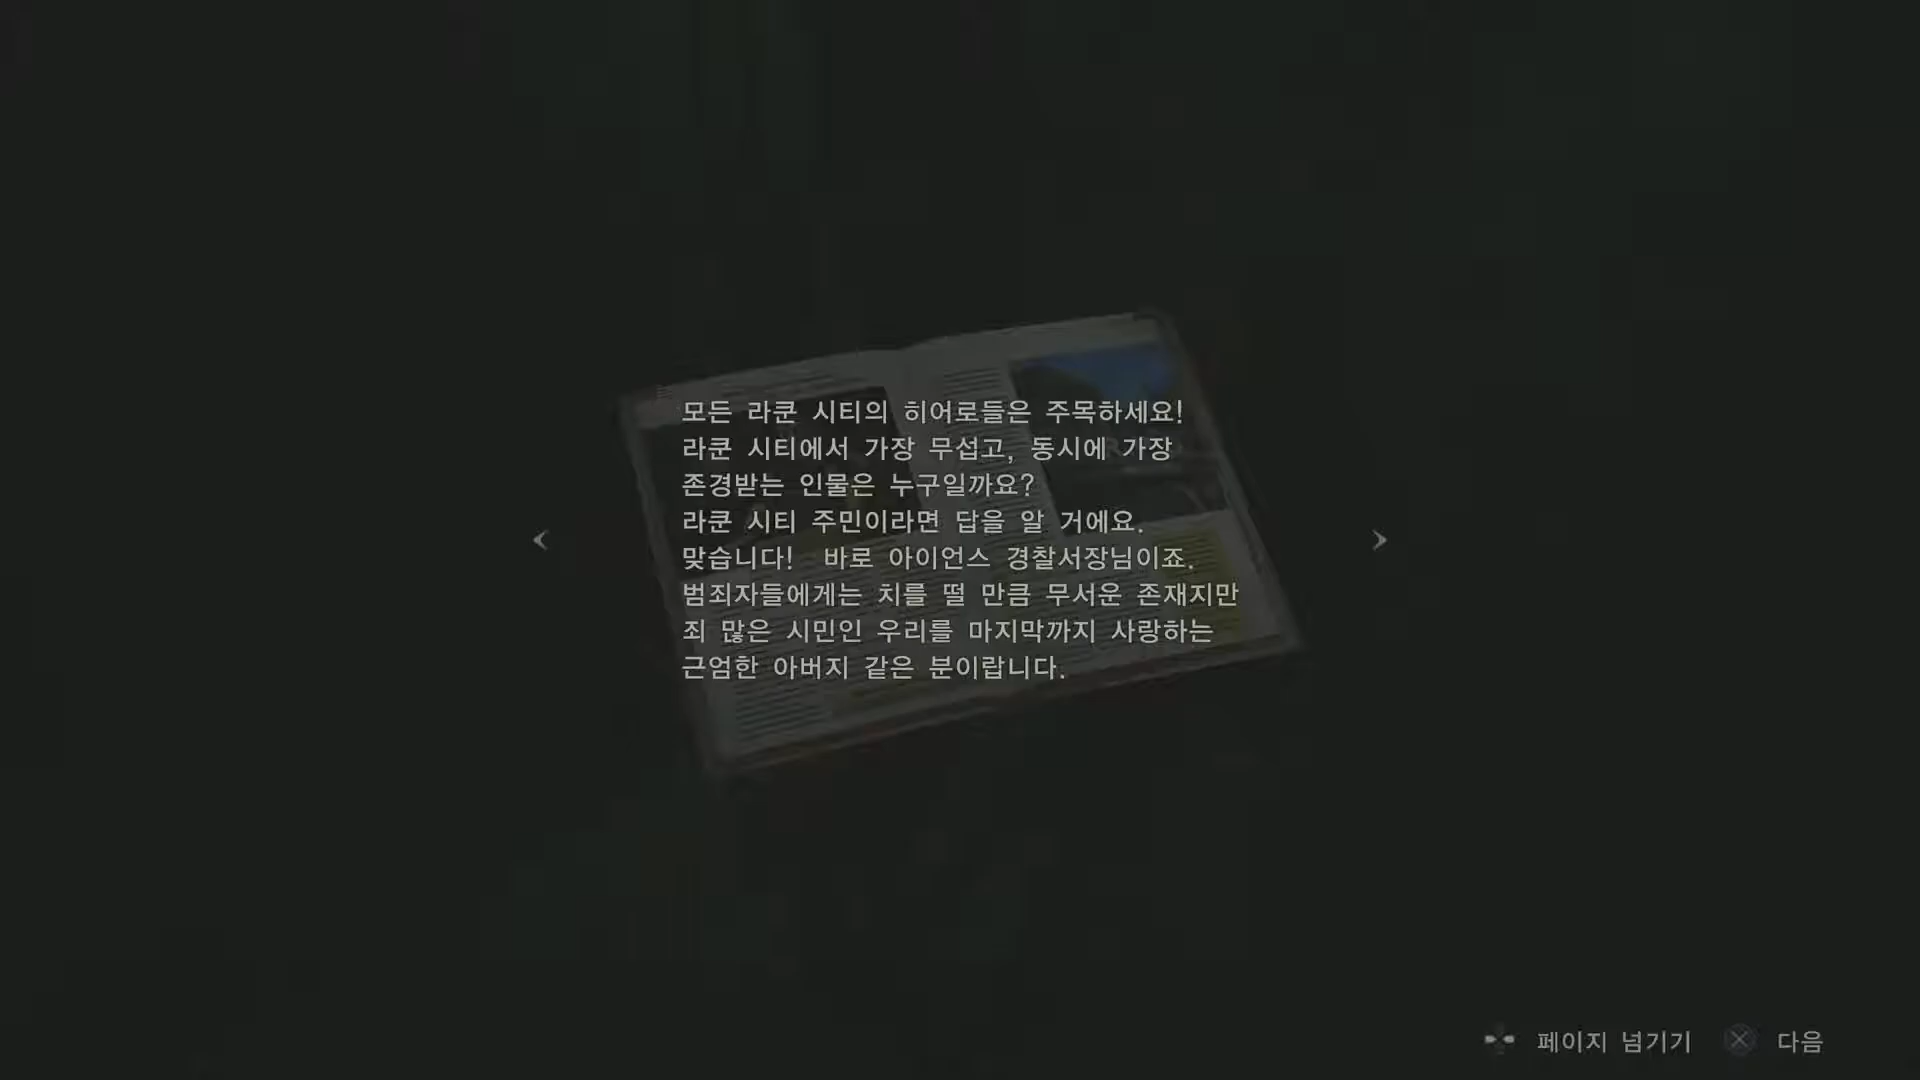 모든 라쿤 시티의 히어로들은 주목하세요!
라쿤 시티에서 가장 무섭고, 동시에 가장
존경받는 인물은 누구일까요?
라쿤 시티 주민이라면 답을 알 거에요.
맞습니다! 바로 아이언스 경찰서장님이죠.
범죄자들에게는 치를 떨 만큼 무서운 존재지만
죄 많은 시민인 우리를 마지막까지 사랑하는
근엄한 아버지 같은 분이랍니다.
페이지 넘기기 다음